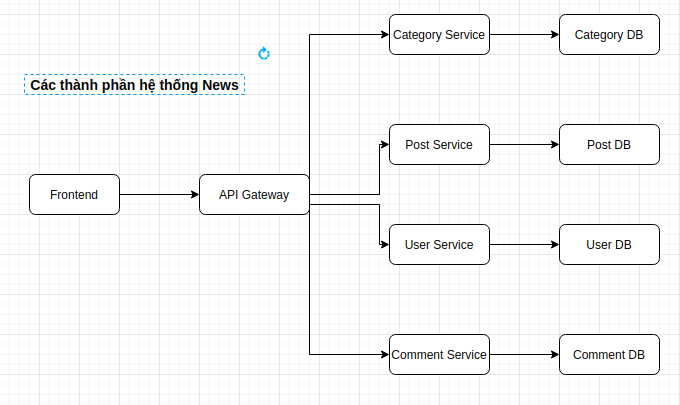 Category Service
Category DB
Các thành phần hệ thống News
Post Service
Post DB
Frontend
API Gateway
User Service
User DB
Comment Service
Comment DB